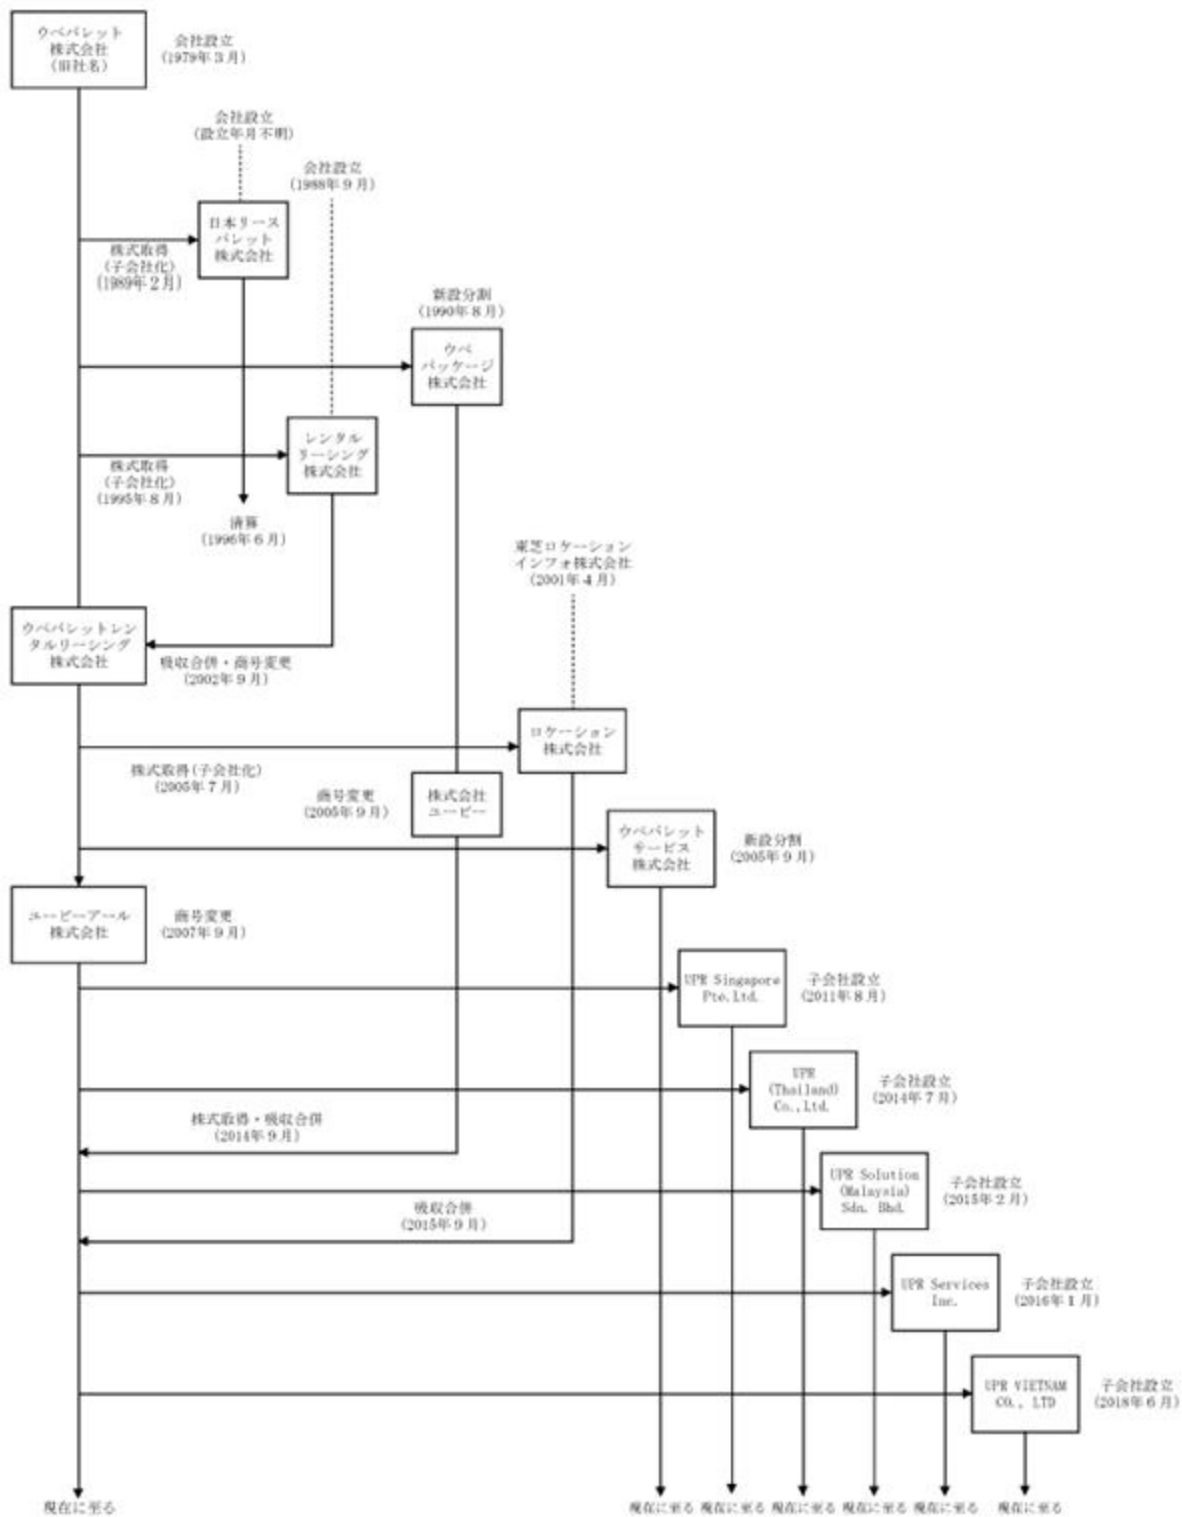 ウベパレット
株式会社
(旧社名)
会社設立
(1979年3月)
会社設立
(設立年月不明)
会社設立
(1988年9月)
日本リース
パレット
株式会社
株式取得
(子会社化)
(1989年2月)
新設分割
(1990年8月)
ウベ
パッケージ
株式会社
レンタル
リーシング
株式会社
株式取得
(子会社化)
(1995年8月)
清算
(1996年6月)
東芝ロケーション
インフォ株式会社
(2001年4月)
ウベパレットレン
タルリーシング
株式会社
吸収合併・商号変更
(2002年9月)
ロケーション
株式会社
株式取得(子会社化)
(2005年7月)
商号変更
(2005年9月)
株式会社
ユーピー
ウベパレット
サービス
株式会社
新設分割
(2005年9月)
ユーピーアール
株式会社
商号変更
(2007年9月)
UPR Singapore
Pte.Ltd.
子会社設立
(2011年8月)
UPR
(Thailand)
Co.,Ltd.
子会社設立
(2014年7月)
株式取得・吸収合併
(2014年9月)
UPR Solution
(Malaysia)
Sdn. Bhd.
子会社設立
(2015年2月)
吸収合併
(2015年9月)
UPR Services
Inc.
子会社設立
(2016年1月)
UPR VIETNAM
CO., LTD
子会社設立
(2018年6月)
現在に至る
現在に至る
現在に至る
現在に至る
現在に至る
現在に至る
現在に至る